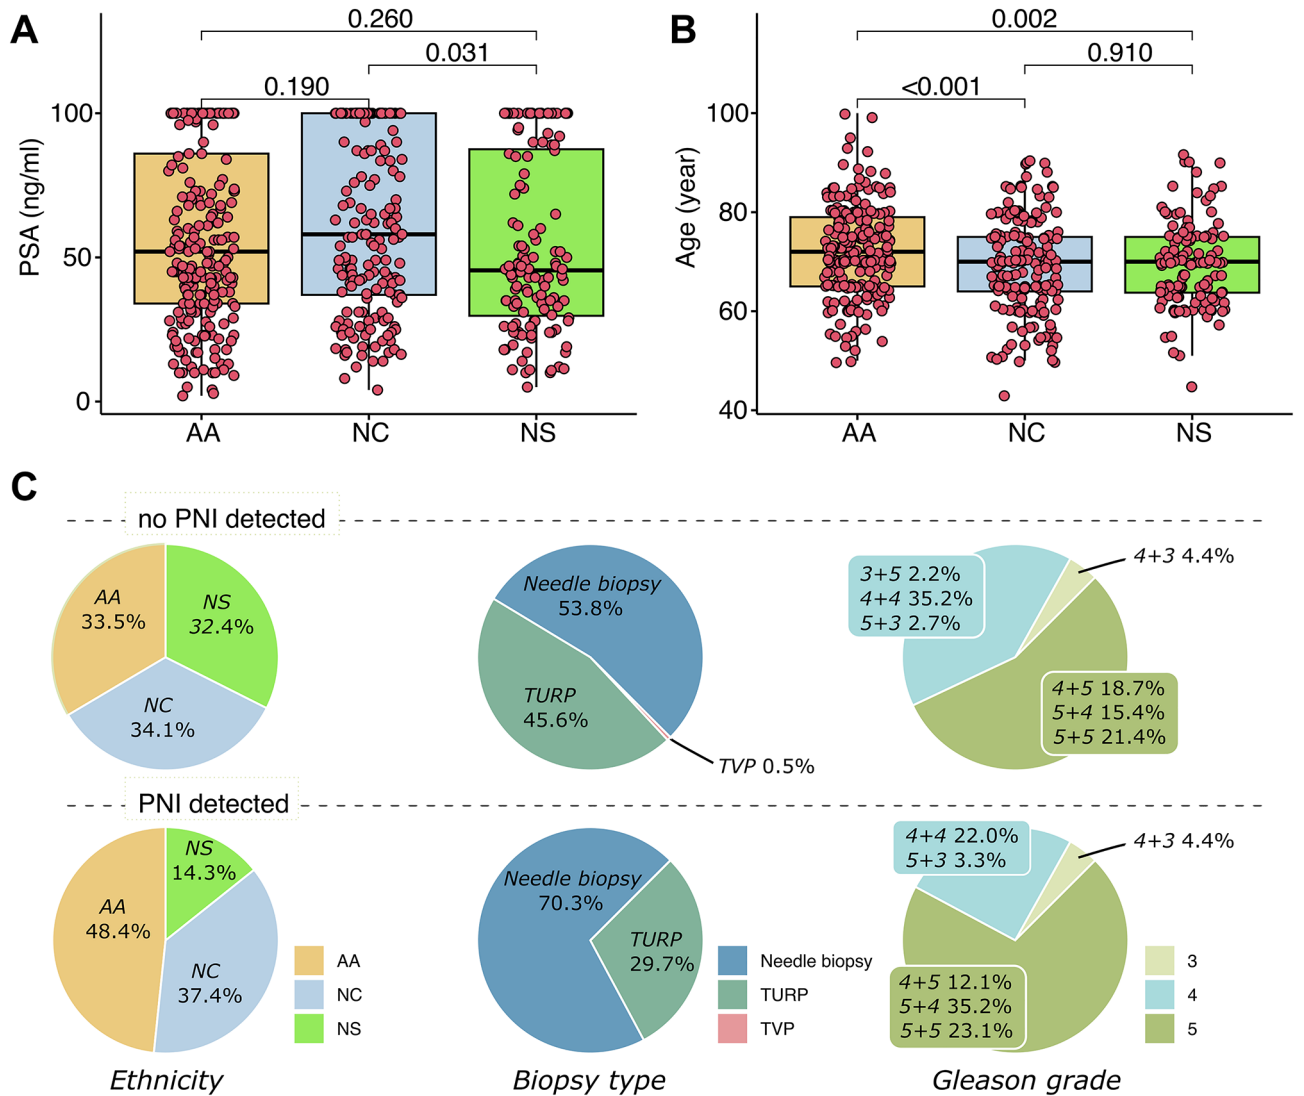 A
PSA (ng/ml)
0.260
0.031
0.190
100
50
0
AA
NC
NS
B
Age (year)
0.002
0.910
<0.001
100
80
60
40
AA
NC
NS
C
no PNI detected
AA
33.5%
NS
32.4%
NC
34.1%
Needle biopsy
53.8%
TURP
45.6%
TVP 0.5%
3+5 2.2%
4+4 35.2%
5+3 2.7%
4+3 4.4%
4+5 18.7%
5+4 15.4%
5+5 21.4%
PNI detected
NS
14.3%
AA
48.4%
NC
37.4%
AA
NC
NS
Needle biopsy
70.3%
TURP
29.7%
Needle biopsy
TURP
TVP
4+4 22.0%
5+3 3.3%
4+3 4.4%
4+5 12.1%
5+4 35.2%
5+5 23.1%
3
4
5
Ethnicity
Biopsy type
Gleason grade